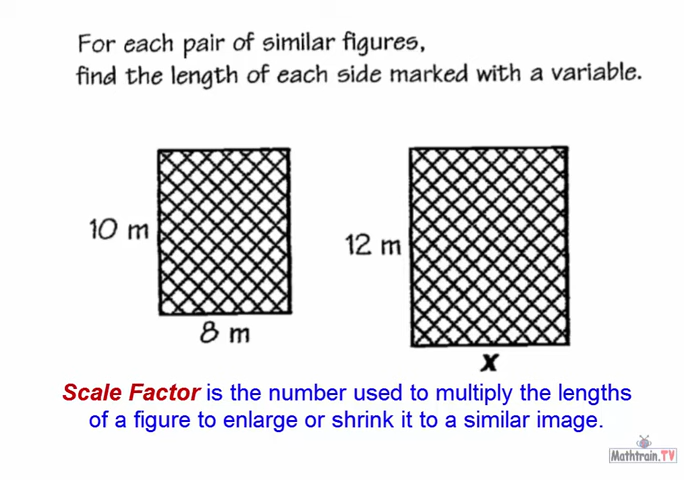 For each pair of similar figures,
find the length of each side marked with a variable.
10 m
8 m
12 m
x
Scale Factor is the number used to multiply the lengths
of a figure to enlarge or shrink it to a similar image.
Mathtrain.TV